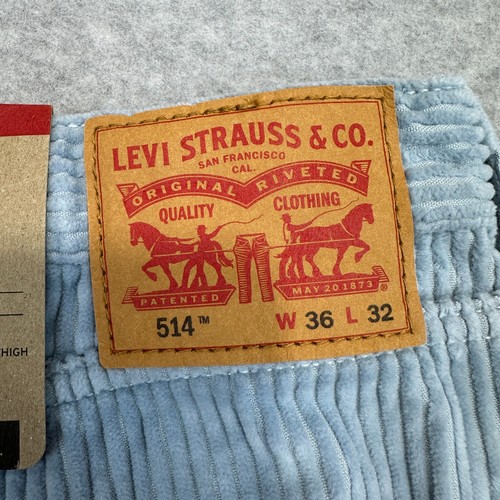 LEVI STRAUSS & CO.
SAN FRANCISCO
CAL.
ORIGINAL RIVETED
QUALITY CLOTHING
PATENTED MAY 20 1873
514™ W 36 L 32
HIGH